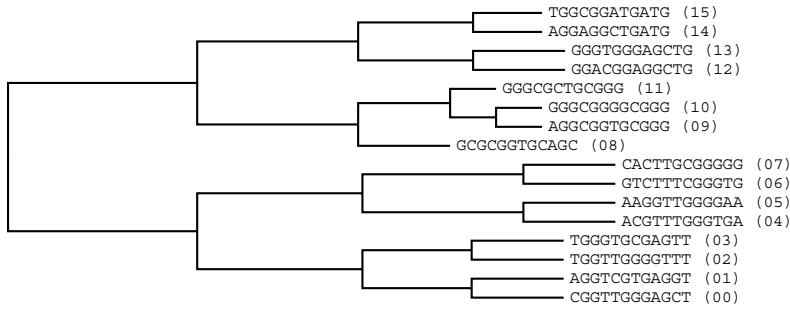 TGGCGGATGATG (15)
AGGAGGCTGATG (14)
GGGTGGGAGCTG (13)
GGACGGAGGCTG (12)
GGGCGCTGCGGG (11)
GGGCGGGGCGGG (10)
AGGCGGTGCGGG (09)
GCGCGGTGCAGC (08)
CACTTGCGGGGG (07)
GTCTTTCGGGTG (06)
AAGGTTGGGGAA (05)
ACGTTTGGGTGA (04)
TGGGTGCGAGTT (03)
TGGTTGGGGTTT (02)
AGGTCGTGAGGT (01)
CGGTTGGGAGCT (00)